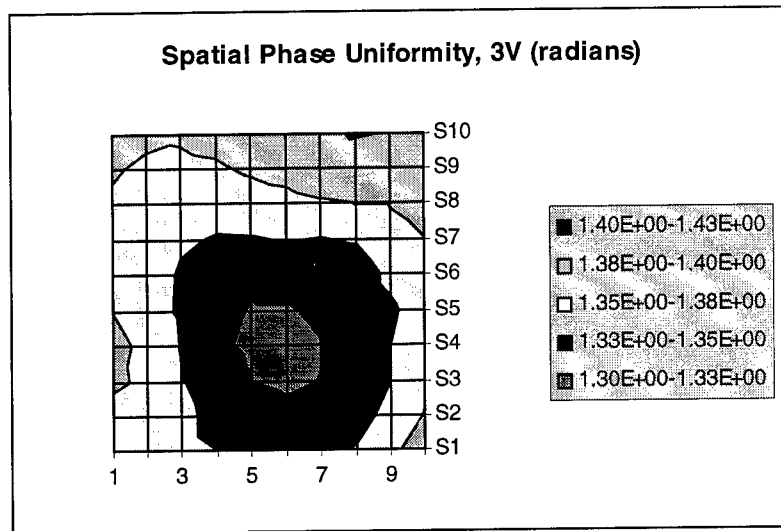 Spatial Phase Uniformity, 3V (radians)
S10
S9
S8
S7
S6
S5
S4
S3
S2
S1
1 3 5 7 9
1.40E+00-1.43E+00
1.38E+00-1.40E+00
1.35E+00-1.38E+00
1.33E+00-1.35E+00
1.30E+00-1.33E+00